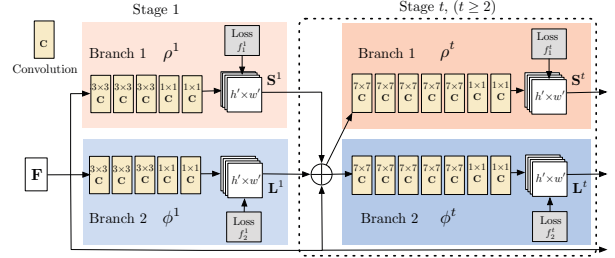 Stage 1
Stage t, (t ≥ 2)
C
Convolution
Branch 1 ρ¹
Loss
f₁¹
3×3 C 3×3 C 3×3 C 1×1 C 1×1 C
h′×w′
S¹
Branch 1 ρᵗ
Loss
f₁ᵗ
7×7 C 7×7 C 7×7 C 7×7 C 7×7 C 1×1 C 1×1 C
h′×w′
Sᵗ
F
3×3 C 3×3 C 3×3 C 1×1 C 1×1 C
h′×w′
L¹
Branch 2 ϕ¹
Loss
f₂¹
7×7 C 7×7 C 7×7 C 7×7 C 7×7 C 1×1 C 1×1 C
h′×w′
Lᵗ
Branch 2 ϕᵗ
Loss
f₂ᵗ